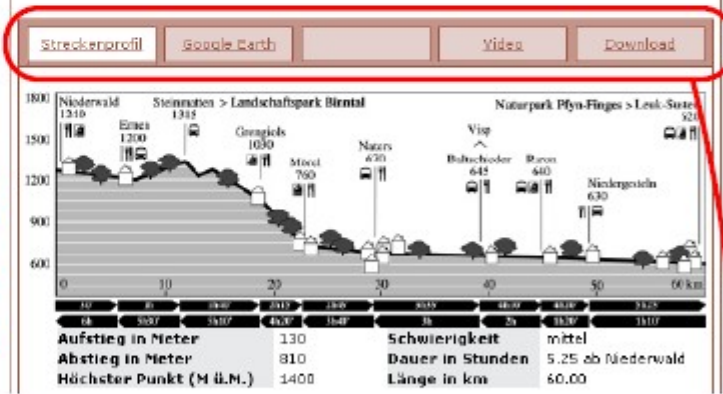 Streckenprofil Google Earth Video Download
1800 Niederwald Steinmatten > Landschaftspark Binntal Naturpark Pfyn-Finges > Leuk-Susten
1315
1500 Ernen Grengiols Visp
1200 1030 Naters
Mörel 670 Baltschieder Raron
1200 760 645 640 Niedergesteln
630
900
600
0 10 20 30 40 50 60 km
Aufstieg in Meter 130 Schwierigkeit mittel
Abstieg in Meter 810 Dauer in Stunden 5.25 ab Niederwald
Höchster Punkt (M ü.M.) 1400 Länge in km 60.00